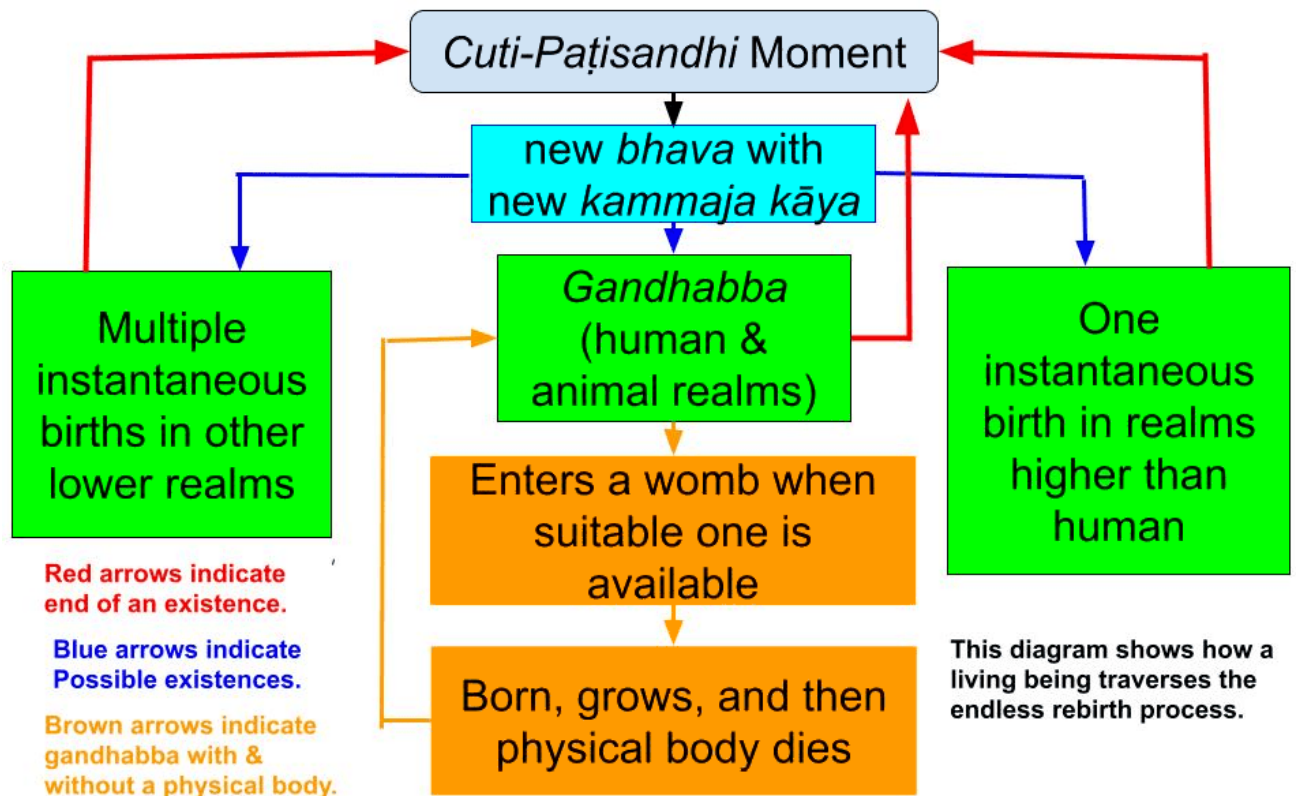 Cuti-Paṭisandhi Moment
new bhava with
new kammaja kāya
Multiple
instantaneous
births in other
lower realms
Gandhabba
(human &
animal realms)
One
instantaneous
birth in realms
higher than
human
Enters a womb when
suitable one is
available
Born, grows, and then
physical body dies
Red arrows indicate
end of an existence.
Blue arrows indicate
Possible existences.
Brown arrows indicate
gandhabba with &
without a physical body.
This diagram shows how a
living being traverses the
endless rebirth process.